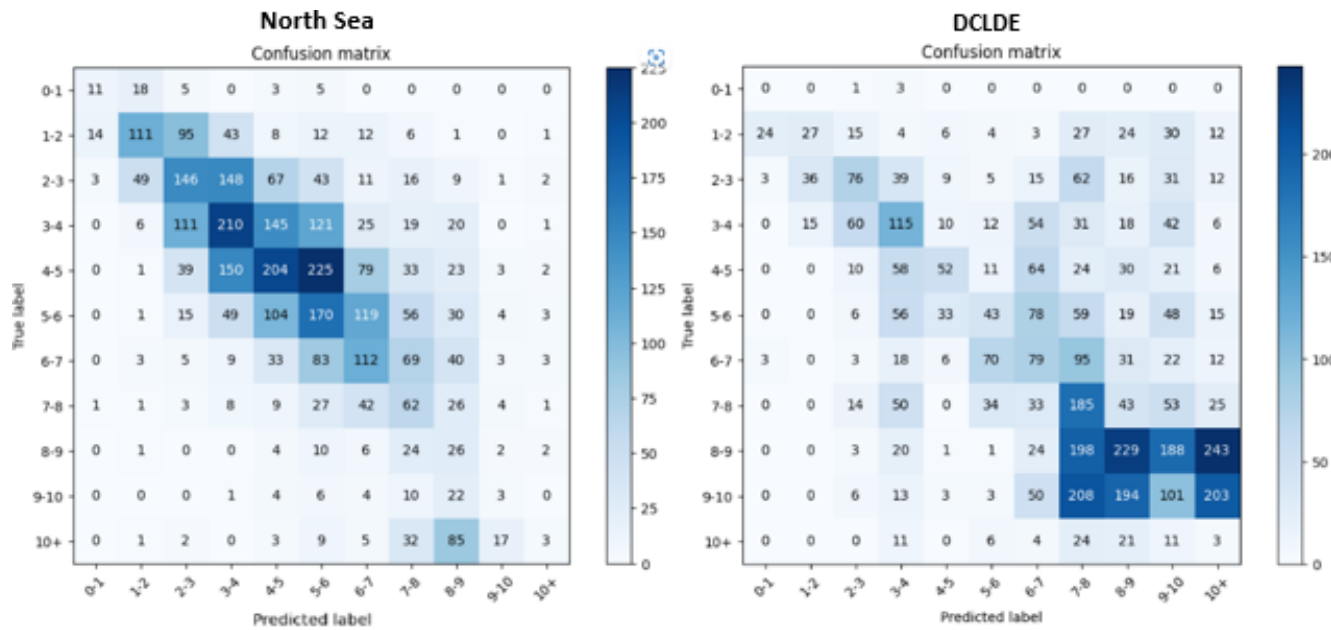 North Sea
Confusion matrix
0-1 11 18 5 0 3 5 0 0 0 0 0
1-2 14 111 95 43 8 12 12 6 1 0 1
2-3 3 49 146 148 67 43 11 16 9 1 2
3-4 0 6 111 210 145 121 25 19 20 0 1
4-5 0 1 39 150 204 225 79 33 23 3 2
5-6 0 1 15 49 104 170 119 56 30 4 3
6-7 0 3 5 9 33 83 112 69 40 3 3
7-8 1 1 3 8 9 27 42 62 26 4 1
8-9 0 1 0 0 4 10 6 24 26 2 2
9-10 0 0 0 1 4 6 4 10 22 3 0
10+ 0 1 2 0 3 9 5 32 85 17 3
0-1 1-2 2-3 3-4 4-5 5-6 6-7 7-8 8-9 9-10 10+
True label
Predicted label
225
200
175
150
125
100
75
50
25
0
DCLDE
Confusion matrix
0-1 0 0 1 3 0 0 0 0 0 0 0
1-2 24 27 15 4 6 4 3 27 24 30 12
2-3 3 36 76 39 9 5 15 62 16 31 12
3-4 0 15 60 115 10 12 54 31 18 42 6
4-5 0 0 10 58 52 11 64 24 30 21 6
5-6 0 0 6 56 33 43 78 59 19 48 15
6-7 3 0 3 18 6 70 79 95 31 22 12
7-8 0 0 14 50 0 34 33 185 43 53 25
8-9 0 0 3 20 1 1 24 198 229 188 243
9-10 0 0 6 13 3 3 50 208 194 101 203
10+ 0 0 0 11 0 6 4 24 21 11 3
0-1 1-2 2-3 3-4 4-5 5-6 6-7 7-8 8-9 9-10 10+
True label
Predicted label
200
150
100
50
0